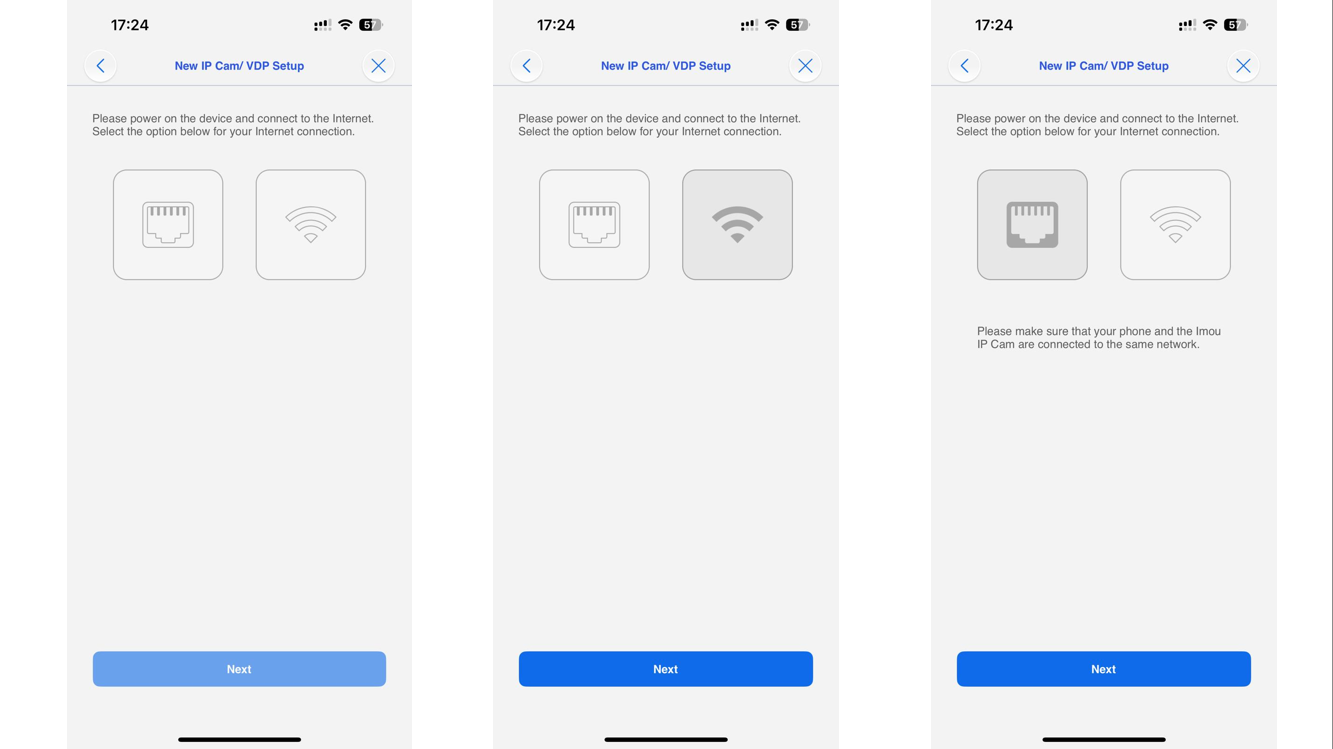 17:24
57
New IP Cam/ VDP Setup
Please power on the device and connect to the Internet.
Select the option below for your Internet connection.
Next
17:24
57
New IP Cam/ VDP Setup
Please power on the device and connect to the Internet.
Select the option below for your Internet connection.
Next
17:24
57
New IP Cam/ VDP Setup
Please power on the device and connect to the Internet.
Select the option below for your Internet connection.
Please make sure that your phone and the Imou
IP Cam are connected to the same network.
Next